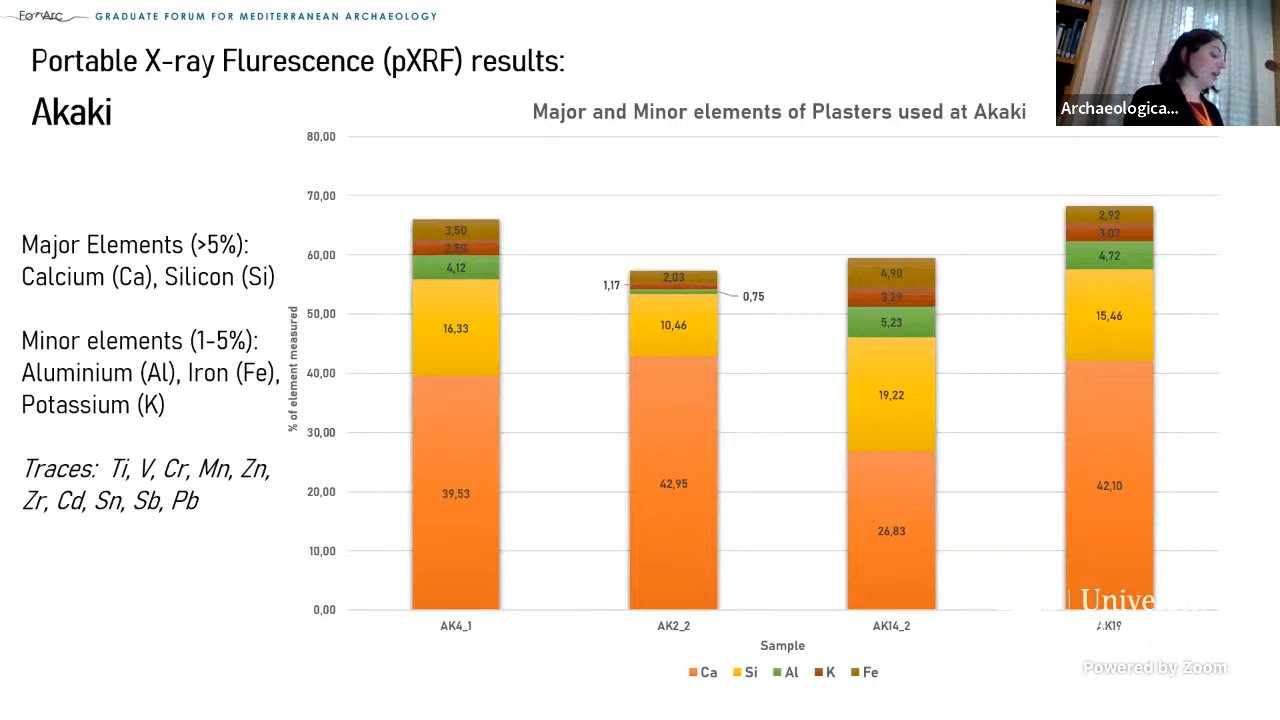 GRADUATE FORUM FOR MEDITERRANEAN ARCHAEOLOGY
Portable X-ray Flurescence (pXRF) results:
Akaki
Archaeologica...
Major and Minor elements of Plasters used at Akaki
Major Elements (>5%):
Calcium (Ca), Silicon (Si)
Minor elements (1-5%):
Aluminium (Al), Iron (Fe),
Potassium (K)
Traces: Ti, V, Cr, Mn, Zn,
Zr, Cd, Sn, Sb, Pb
% of element measured
80,00
70,00
60,00
50,00
40,00
30,00
20,00
10,00
0,00
3,50
2,50
4,12
16,33
39,53
2,03
1,17
0,75
10,46
42,95
4,90
3,29
5,23
19,22
26,83
2,92
3,07
4,72
15,46
42,10
AK4_1
AK2_2
AK14_2
AK19
Sample
Ca Si Al K Fe
Powered by Zoom